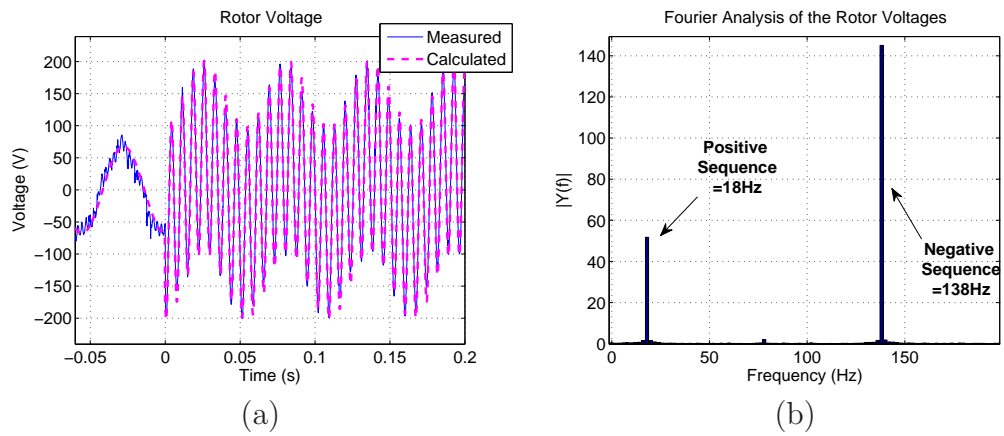 Rotor Voltage
Measured
Calculated
Voltage (V)
200
150
100
50
0
−50
−100
−150
−200
−0.05
0
0.05
0.1
0.15
0.2
Time (s)
(a)
Fourier Analysis of the Rotor Voltages
|Y(f)|
140
120
100
80
60
40
20
0
Positive
Sequence
=18Hz
Negative
Sequence
=138Hz
0
50
100
150
Frequency (Hz)
(b)